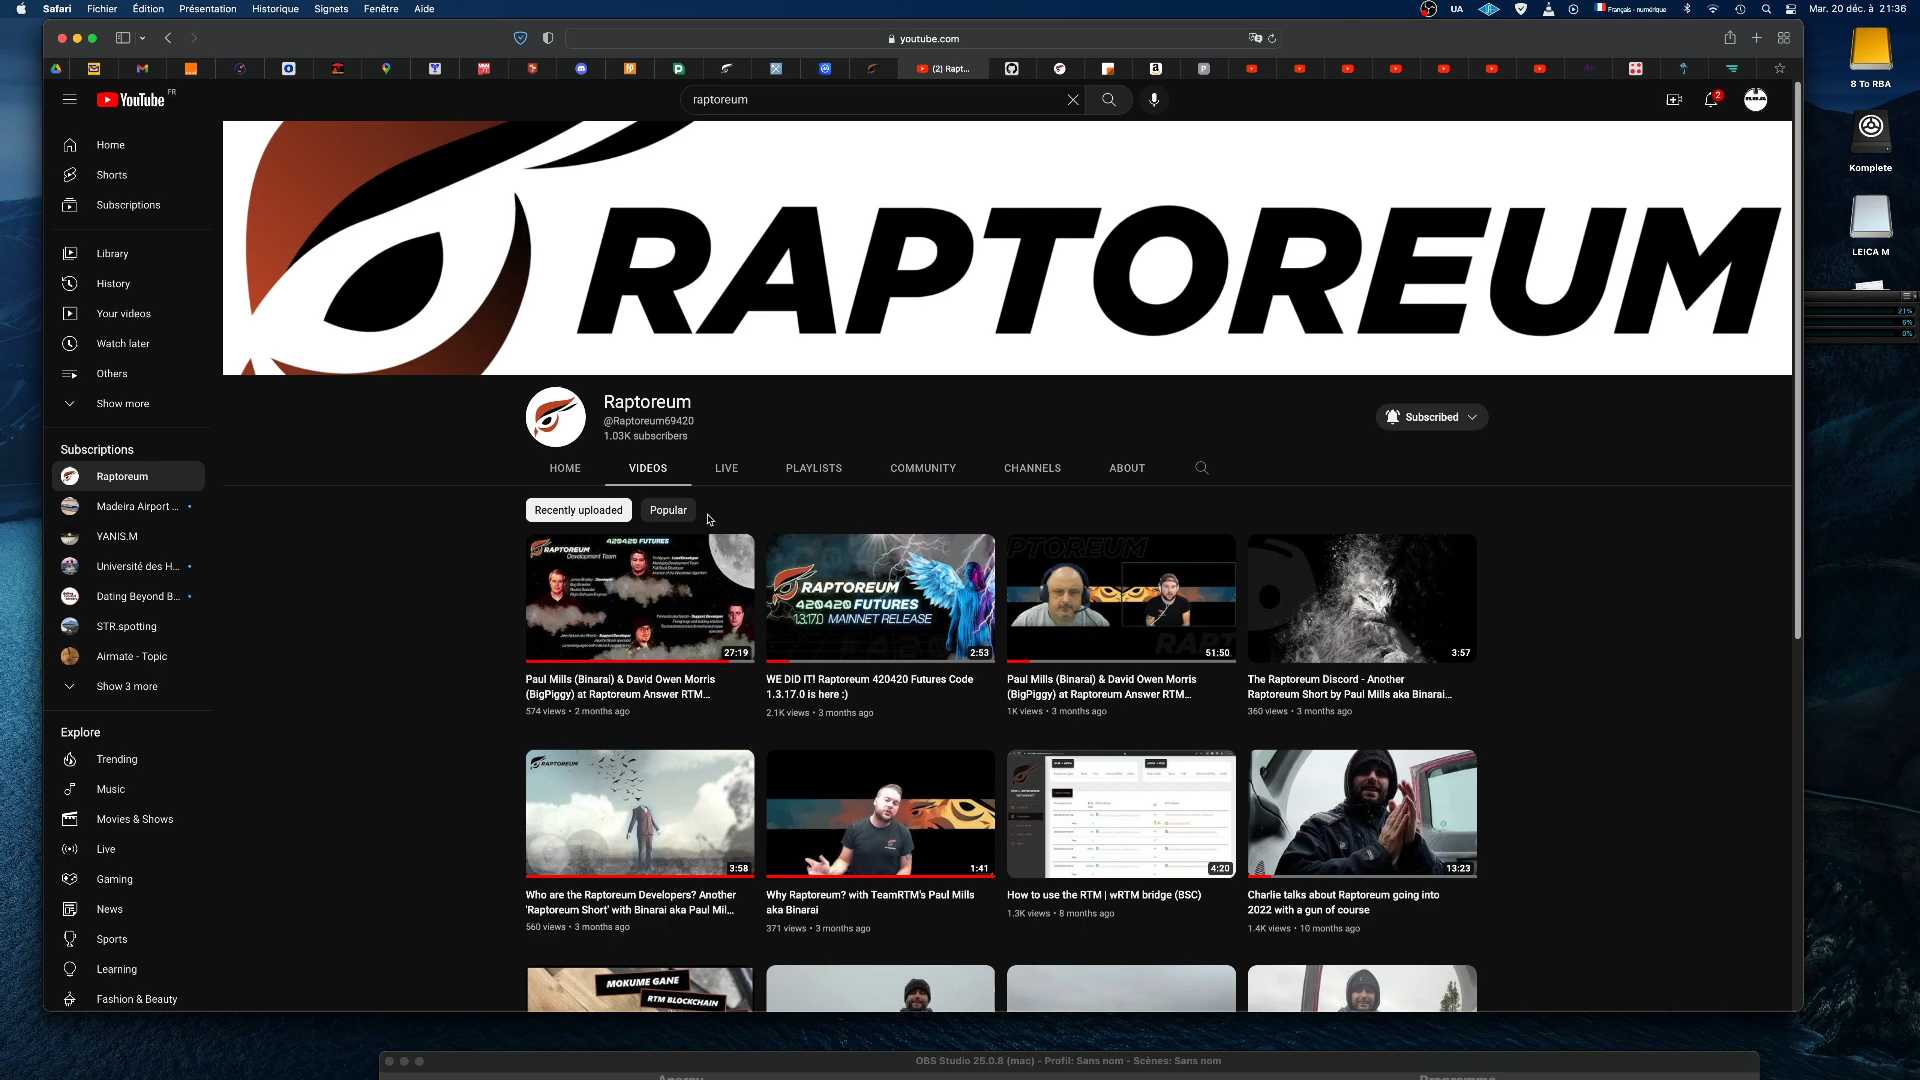 Safari Fichier Édition Présentation Historique Signets Fenêtre Aide
UA Français - numérique Mar. 20 déc. à 21:36
youtube.com
(2) Rapt...
YouTube FR
raptoreum
2
RBA
8 To RBA
Komplete
LEICA M
21%
6%
0%
Home
Shorts
Subscriptions
Library
History
Your videos
Watch later
Others
Show more
Subscriptions
Raptoreum
Madeira Airport ...
YANIS.M
Université des H...
Dating Beyond B...
STR.spotting
Airmate - Topic
Show 3 more
Explore
Trending
Music
Movies & Shows
Live
Gaming
News
Sports
Learning
Fashion & Beauty
RAPTOREUM
Raptoreum
@Raptoreum69420
1.03K subscribers
Subscribed
HOME VIDEOS LIVE PLAYLISTS COMMUNITY CHANNELS ABOUT
Recently uploaded Popular
420420 FUTURES
RAPTOREUM
Development Team
27:19
Paul Mills (Binarai) & David Owen Morris
(BigPiggy) at Raptoreum Answer RTM...
574 views • 2 months ago
RAPTOREUM
420420 FUTURES
1.3.17.0 MAINNET RELEASE
2:53
WE DID IT! Raptoreum 420420 Futures Code
1.3.17.0 is here :)
2.1K views • 3 months ago
51:50
Paul Mills (Binarai) & David Owen Morris
(BigPiggy) at Raptoreum Answer RTM...
1K views • 3 months ago
3:57
The Raptoreum Discord - Another
Raptoreum Short by Paul Mills aka Binarai...
360 views • 3 months ago
RAPTOREUM
3:58
Who are the Raptoreum Developers? Another
'Raptoreum Short' with Binarai aka Paul Mil...
560 views • 3 months ago
1:41
Why Raptoreum? with TeamRTM's Paul Mills
aka Binarai
371 views • 3 months ago
4:20
How to use the RTM | wRTM bridge (BSC)
1.3K views • 8 months ago
13:23
Charlie talks about Raptoreum going into
2022 with a gun of course
1.4K views • 10 months ago
MOKUME GANE
RTM BLOCKCHAIN
OBS Studio 25.0.8 (mac) - Profil: Sans nom - Scènes: Sans nom